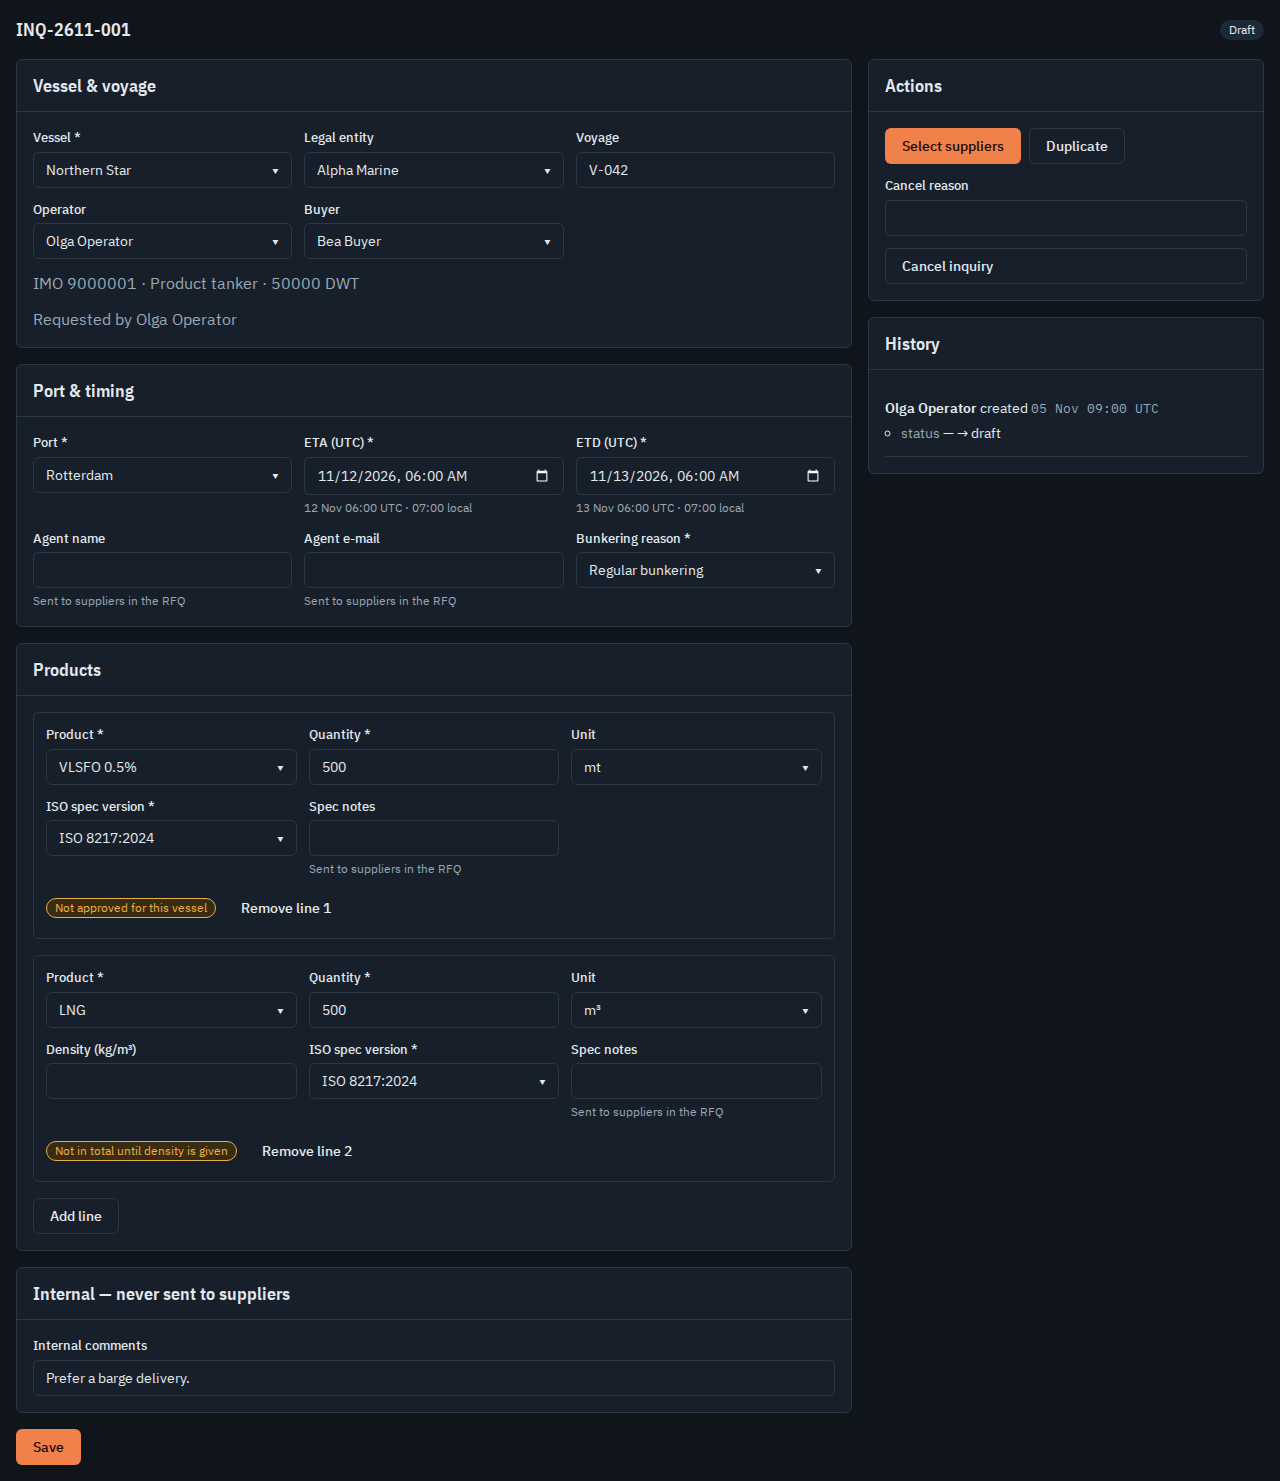 INQ-2611-001
Draft
Vessel & voyage
Vessel *
Legal entity
Voyage
Northern Star
Alpha Marine
V-042
Operator
Buyer
Olga Operator
Bea Buyer
IMO 9000001 · Product tanker · 50000 DWT
Requested by Olga Operator
Port & timing
Port *
ETA (UTC) *
ETD (UTC) *
Rotterdam
11/12/2026, 06:00 AM
11/13/2026, 06:00 AM
12 Nov 06:00 UTC · 07:00 local
13 Nov 06:00 UTC · 07:00 local
Agent name
Agent e-mail
Bunkering reason *
Regular bunkering
Sent to suppliers in the RFQ
Sent to suppliers in the RFQ
Products
Product *
Quantity *
Unit
VLSFO 0.5%
500
mt
ISO spec version *
Spec notes
ISO 8217:2024
Sent to suppliers in the RFQ
Not approved for this vessel
Remove line 1
Product *
Quantity *
Unit
LNG
500
m³
Density (kg/m³)
ISO spec version *
Spec notes
ISO 8217:2024
Sent to suppliers in the RFQ
Not in total until density is given
Remove line 2
Add line
Internal — never sent to suppliers
Internal comments
Prefer a barge delivery.
Save
Actions
Select suppliers
Duplicate
Cancel reason
Cancel inquiry
History
Olga Operator created 05 Nov 09:00 UTC
status — → draft